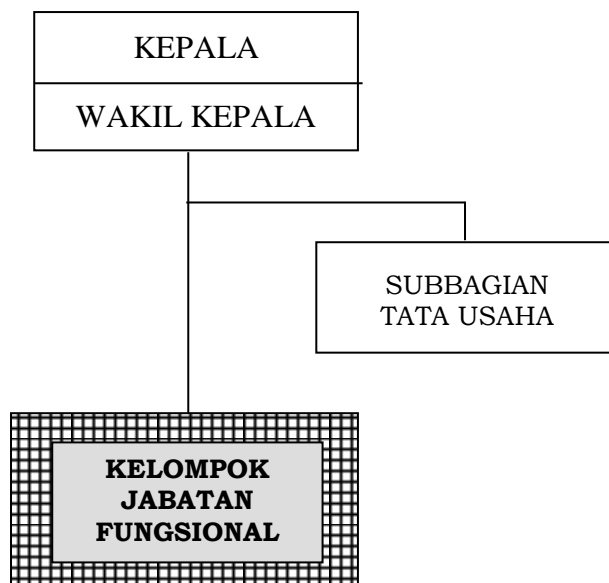 KEPALA
WAKIL KEPALA
SUBBAGIAN
TATA USAHA
KELOMPOK
JABATAN
FUNGSIONAL